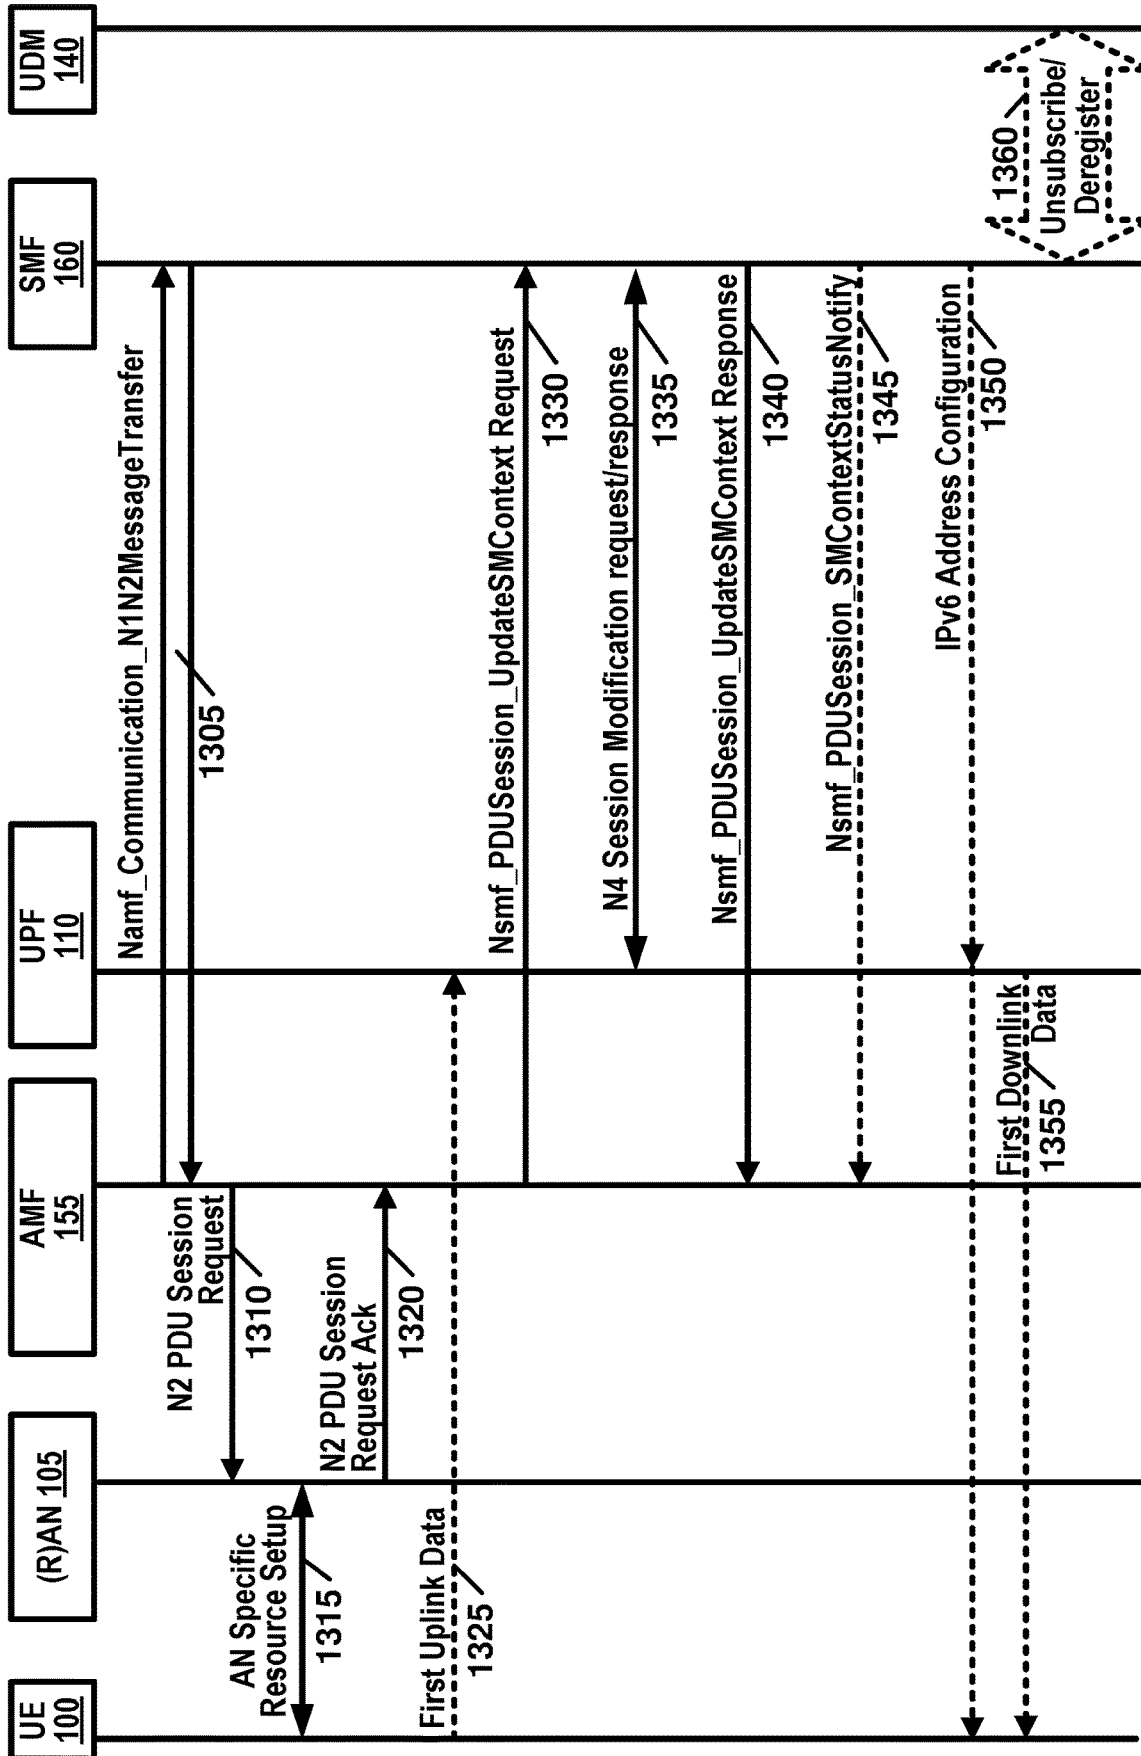 UE
100
(R)AN 105
AMF
155
UPF
110
SMF
160
UDM
140
Namf_Communication_N1N2MessageTransfer
1305
N2 PDU Session
Request
1310
AN Specific
Resource Setup
1315
N2 PDU Session
Request Ack
1320
First Uplink Data
1325
Nsmf_PDUSession_UpdateSMContext Request
1330
N4 Session Modification request/response
1335
Nsmf_PDUSession_UpdateSMContext Response
1340
Nsmf_PDUSession_SMContextStatusNotify
1345
IPv6 Address Configuration
1350
First Downlink
Data
1355
1360
Unsubscribe/
Deregister